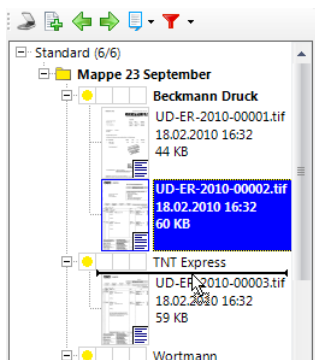 Standard (6/6)
Mappe 23 September
Beckmann Druck
UD-ER-2010-00001.tif
18.02.2010 16:32
44 KB
UD-ER-2010-00002.tif
18.02.2010 16:32
60 KB
TNT Express
UD-ER-2010-00003.tif
18.02.2010 16:32
59 KB
Wortmann